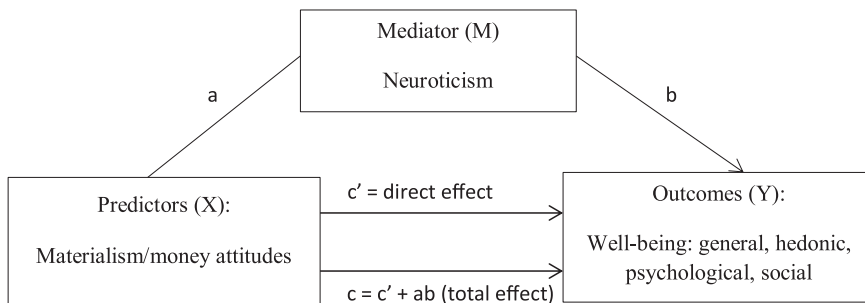 Mediator (M)
Neuroticism
a
b
Predictors (X):
Materialism/money attitudes
c’ = direct effect
c = c’ + ab (total effect)
Outcomes (Y):
Well-being: general, hedonic,
psychological, social